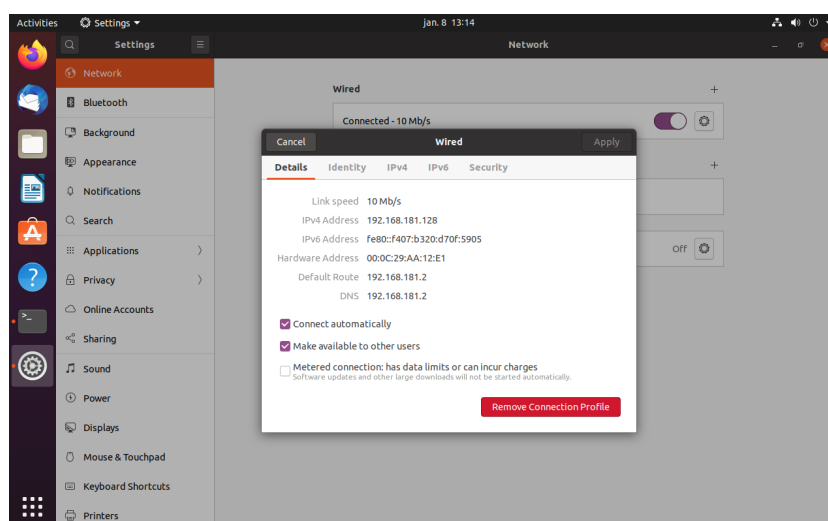 Activities
Settings
jan. 8 13:14
Settings
Network
Network
Bluetooth
Background
Appearance
Notifications
Search
Applications
Privacy
Online Accounts
Sharing
Sound
Power
Displays
Mouse & Touchpad
Keyboard Shortcuts
Printers
Wired
Connected - 10 Mb/s
Off
Cancel
Wired
Apply
Details Identity IPv4 IPv6 Security
Link speed 10 Mb/s
IPv4 Address 192.168.181.128
IPv6 Address fe80::f407:b320:d70f:5905
Hardware Address 00:0C:29:AA:12:E1
Default Route 192.168.181.2
DNS 192.168.181.2
Connect automatically
Make available to other users
Metered connection: has data limits or can incur charges
Software updates and other large downloads will not be started automatically.
Remove Connection Profile